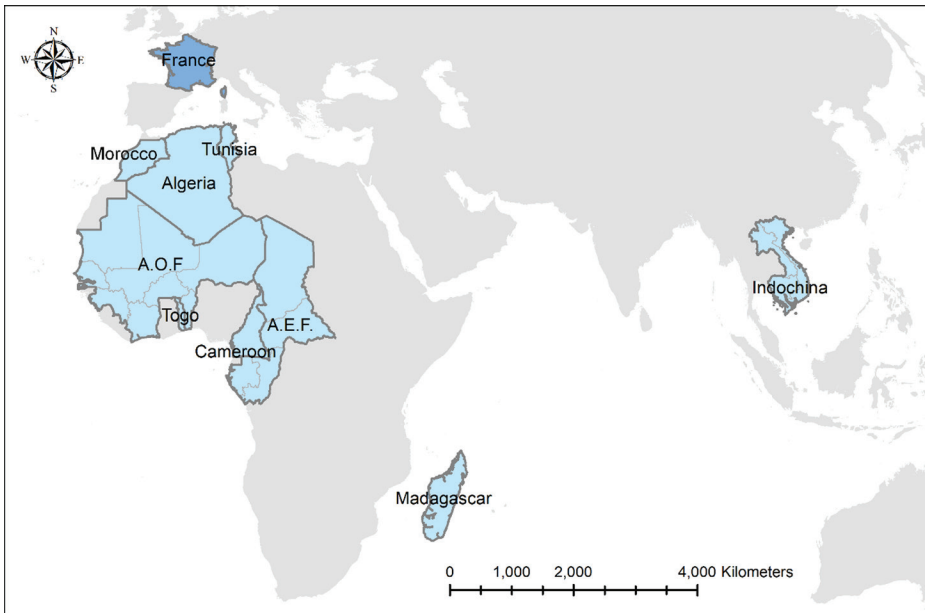 N
W E
S
France
Morocco
Tunisia
Algeria
A.O.F
Togo
A.E.F.
Cameroon
Indochina
Madagascar
0 1,000 2,000 4,000 Kilometers